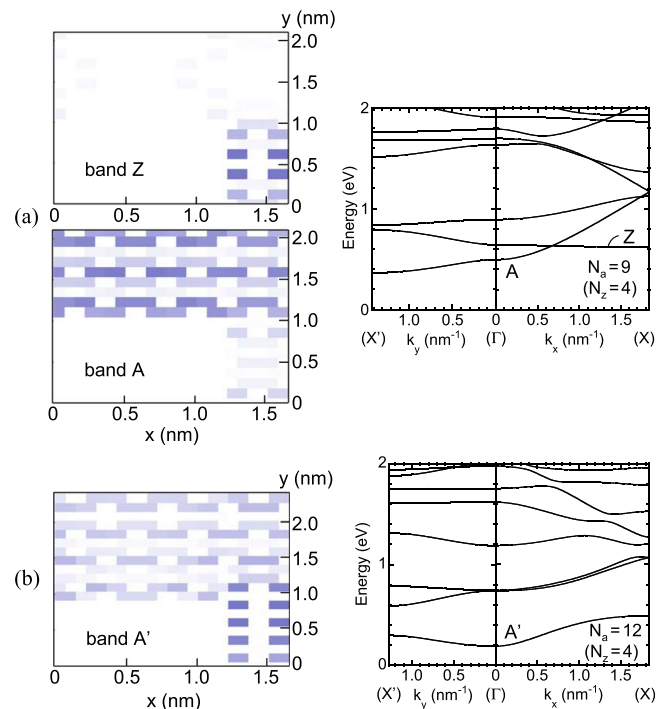 y (nm)
2.0
1.5
1.0
0.5
0
band Z
0 0.5 1.0 1.5
(a)
2.0
1.5
1.0
0.5
0
band A
0 0.5 1.0 1.5
x (nm)
2
Energy (eV)
1
0
Z
A
Nₐ = 9
(N_z = 4)
1.0 0.5 0 0.5 1.0 1.5
(X') k_y (nm⁻¹) (Γ) k_x (nm⁻¹) (X)
y (nm)
2.0
1.5
1.0
0.5
0
(b)
band A'
0 0.5 1.0 1.5
x (nm)
2
Energy (eV)
1
0
A'
Nₐ = 12
(N_z = 4)
1.0 0.5 0 0.5 1.0 1.5
(X') k_y (nm⁻¹) (Γ) k_x (nm⁻¹) (X)